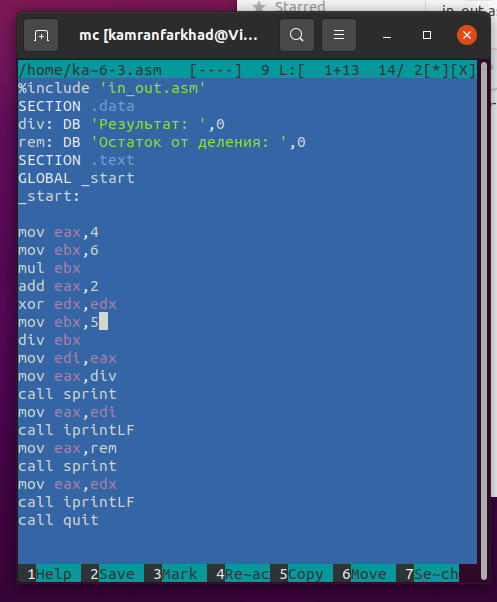 Starred
in_out.asm
mc [kamranfarkhad@Vi...
/home/ka~6-3.asm [----] 9 L:[ 1+13 14/ 2[*][X]
%include 'in_out.asm'
SECTION .data
div: DB 'Результат: ',0
rem: DB 'Остаток от деления: ',0
SECTION .text
GLOBAL _start
_start:
mov eax,4
mov ebx,6
mul ebx
add eax,2
xor edx,edx
mov ebx,5
div ebx
mov edi,eax
mov eax,div
call sprint
mov eax,edi
call iprintLF
mov eax,rem
call sprint
mov eax,edx
call iprintLF
call quit
1Help 2Save 3Mark 4Re~ac 5Copy 6Move 7Se~ch